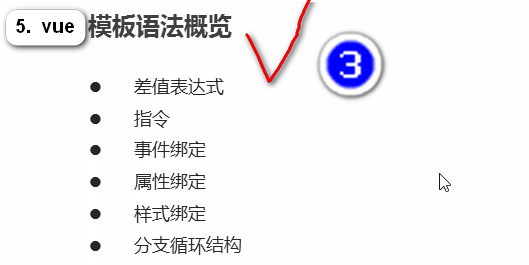 5. vue 模板语法概览
3
● 差值表达式
● 指令
● 事件绑定
● 属性绑定
● 样式绑定
● 分支循环结构